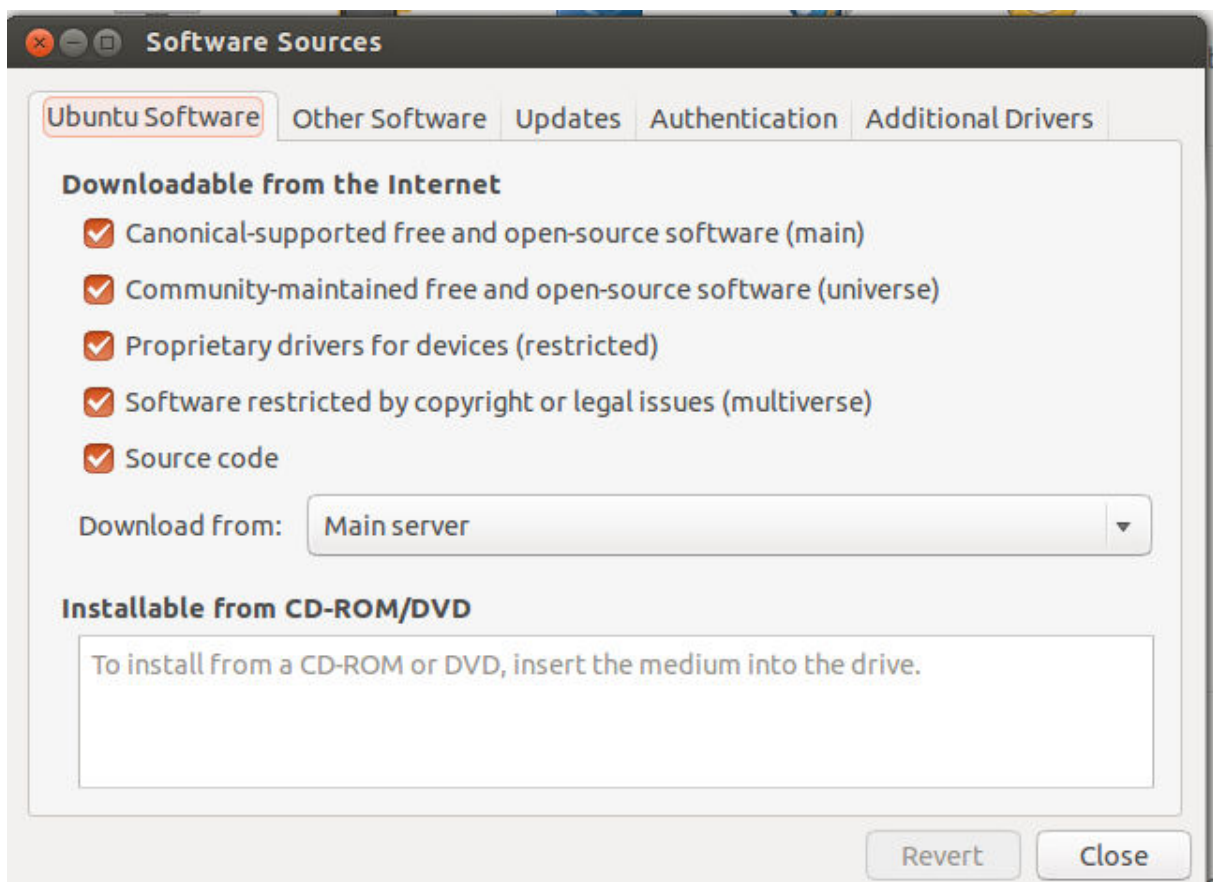 Software Sources
Ubuntu Software Other Software Updates Authentication Additional Drivers
Downloadable from the Internet
Canonical-supported free and open-source software (main)
Community-maintained free and open-source software (universe)
Proprietary drivers for devices (restricted)
Software restricted by copyright or legal issues (multiverse)
Source code
Download from: Main server
Installable from CD-ROM/DVD
To install from a CD-ROM or DVD, insert the medium into the drive.
Revert Close